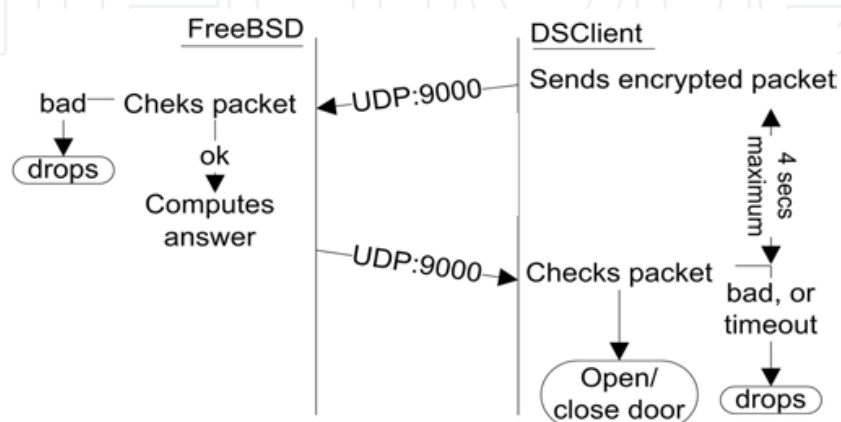 FreeBSD
DSClient
Sends encrypted packet
UDP:9000
bad
Cheks packet
drops
ok
Computes
answer
4 secs
maximum
UDP:9000
Checks packet
bad, or
timeout
Open/
close door
drops